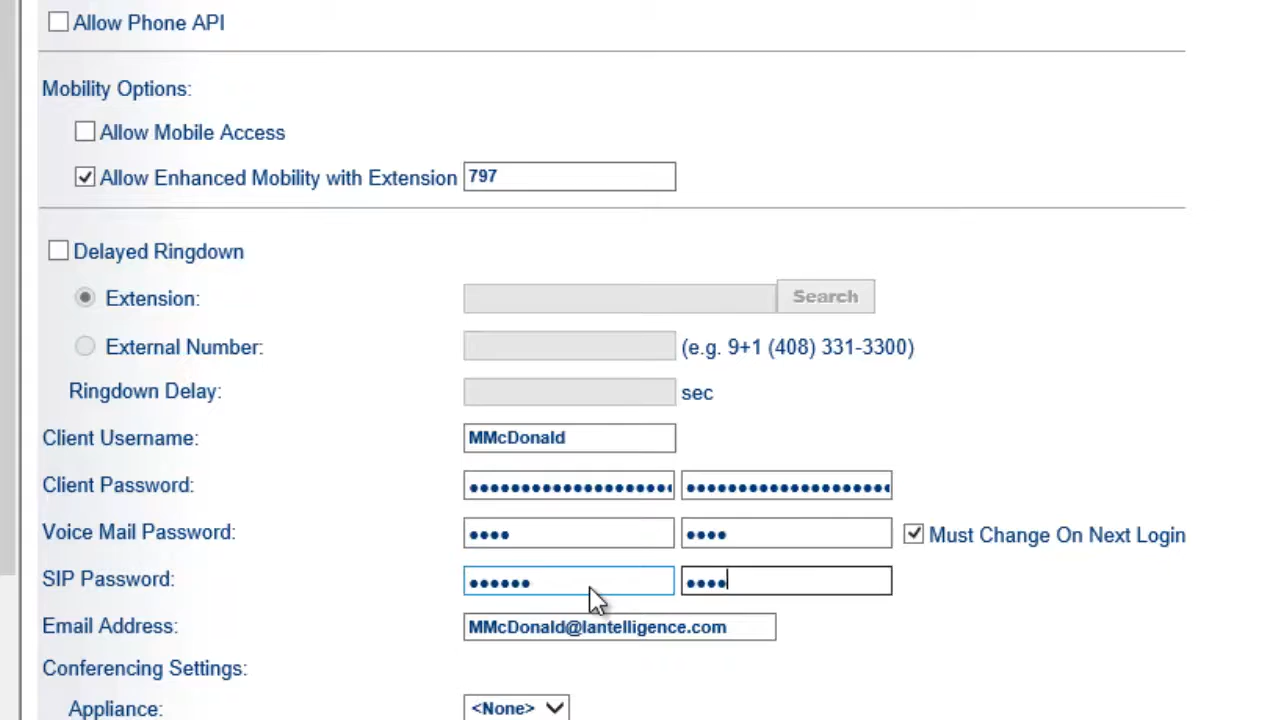 Allow Phone API
Mobility Options:
Allow Mobile Access
Allow Enhanced Mobility with Extension 797
Delayed Ringdown
Extension: Search
External Number: (e.g. 9+1 (408) 331-3300)
Ringdown Delay: sec
Client Username: MMcDonald
Client Password:
Voice Mail Password: Must Change On Next Login
SIP Password:
Email Address: MMcDonald@lantelligence.com
Conferencing Settings:
Appliance: <None>